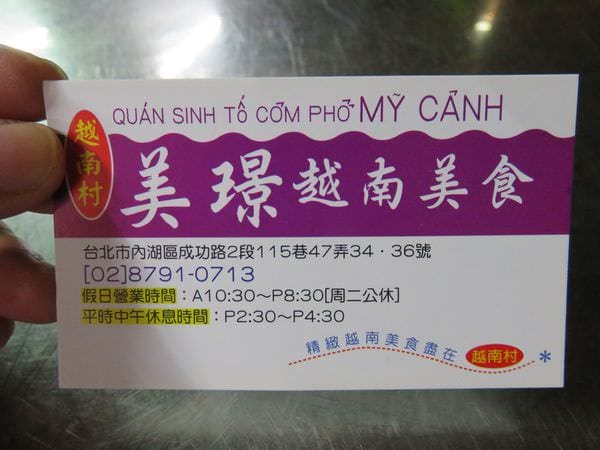 QUÁN SINH TỐ CƠM PHỞ MỸ CẢNH
越南村
美璟越南美食
台北市內湖區成功路2段115巷47弄34．36號
[02]8791-0713
假日營業時間：A10:30～P8:30[周二公休]
平時中午休息時間：P2:30～P4:30
精緻越南美食盡在 越南村 *